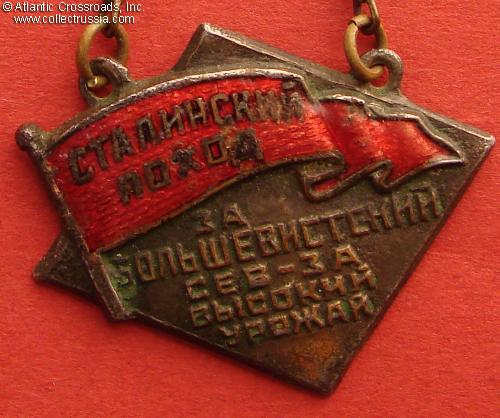 © Atlantic Crossroads, Inc.
www.collectrussia.com
СТАЛИНСКИЙ
ПОХОД
ЗА
БОЛЬШЕВИСТСКИЙ
СЕВ-ЗА
ВЫСОКИЙ
УРОЖАЙ